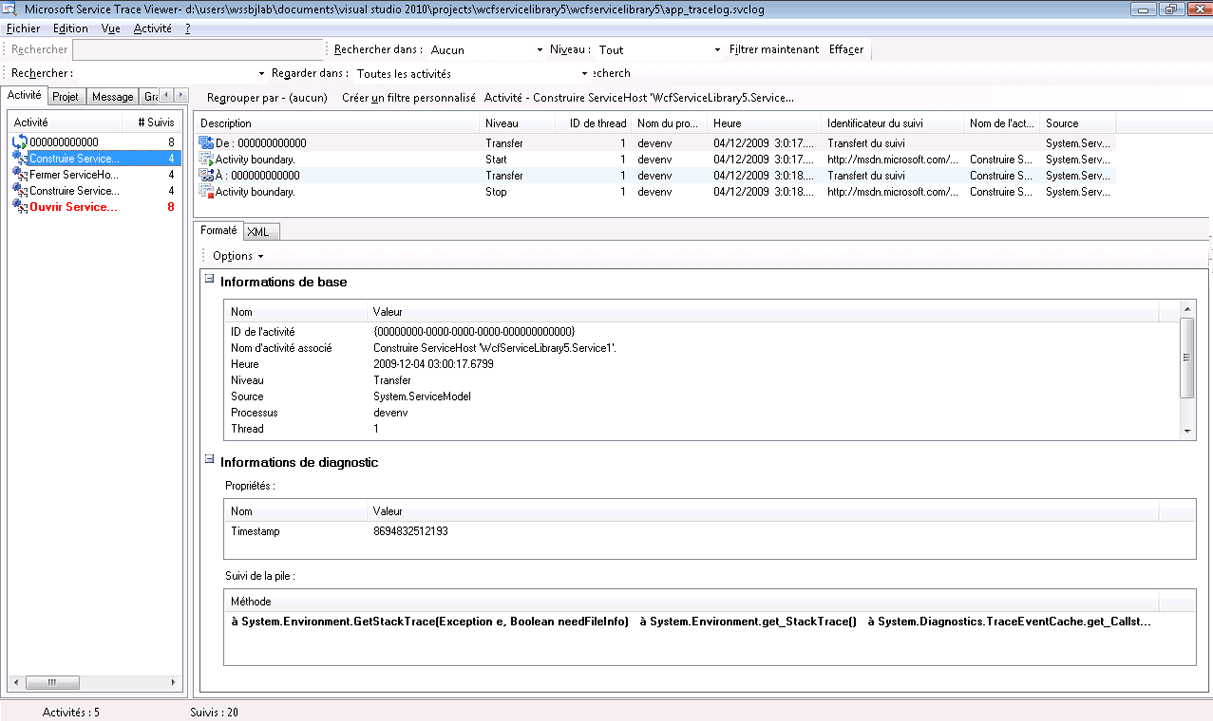 Microsoft Service Trace Viewer- d:\users\wssbjlab\documents\visual studio 2010\projects\wcfservicelibrary5\wcfservicelibrary5\app_tracelog.svclog
Fichier Edition Vue Activité ?
Rechercher Rechercher dans : Aucun Niveau : Tout Filtrer maintenant Effacer
Rechercher : Regarder dans : Toutes les activités :cherch
Activité Projet Message Gra
Regrouper par - (aucun) Créer un filtre personnalisé Activité - Construire ServiceHost 'WcfServiceLibrary5.Service...
Activité # Suivis
000000000000 8
Construire Service... 4
Fermer ServiceHo... 4
Construire Service... 4
Ouvrir Service... 8
Description Niveau ID de thread Nom du pro... Heure Identificateur du suivi Nom de l'act... Source
De : 000000000000 Transfer 1 devenv 04/12/2009 3:0:17.... Transfert du suivi System.Serv...
Activity boundary. Start 1 devenv 04/12/2009 3:0:17.... http://msdn.microsoft.com/... Construire S... System.Serv...
À : 000000000000 Transfer 1 devenv 04/12/2009 3:0:18.... Transfert du suivi Construire S... System.Serv...
Activity boundary. Stop 1 devenv 04/12/2009 3:0:18.... http://msdn.microsoft.com/... Construire S... System.Serv...
Formaté XML
Options
Informations de base
Nom Valeur
ID de l'activité {00000000-0000-0000-0000-000000000000}
Nom d'activité associé Construire ServiceHost 'WcfServiceLibrary5.Service1'.
Heure 2009-12-04 03:00:17.6799
Niveau Transfer
Source System.ServiceModel
Processus devenv
Thread 1
Informations de diagnostic
Propriétés :
Nom Valeur
Timestamp 8694832512193
Suivi de la pile :
Méthode
à System.Environment.GetStackTrace(Exception e, Boolean needFileInfo) à System.Environment.get_StackTrace() à System.Diagnostics.TraceEventCache.get_Callst...
Activités : 5 Suivis : 20